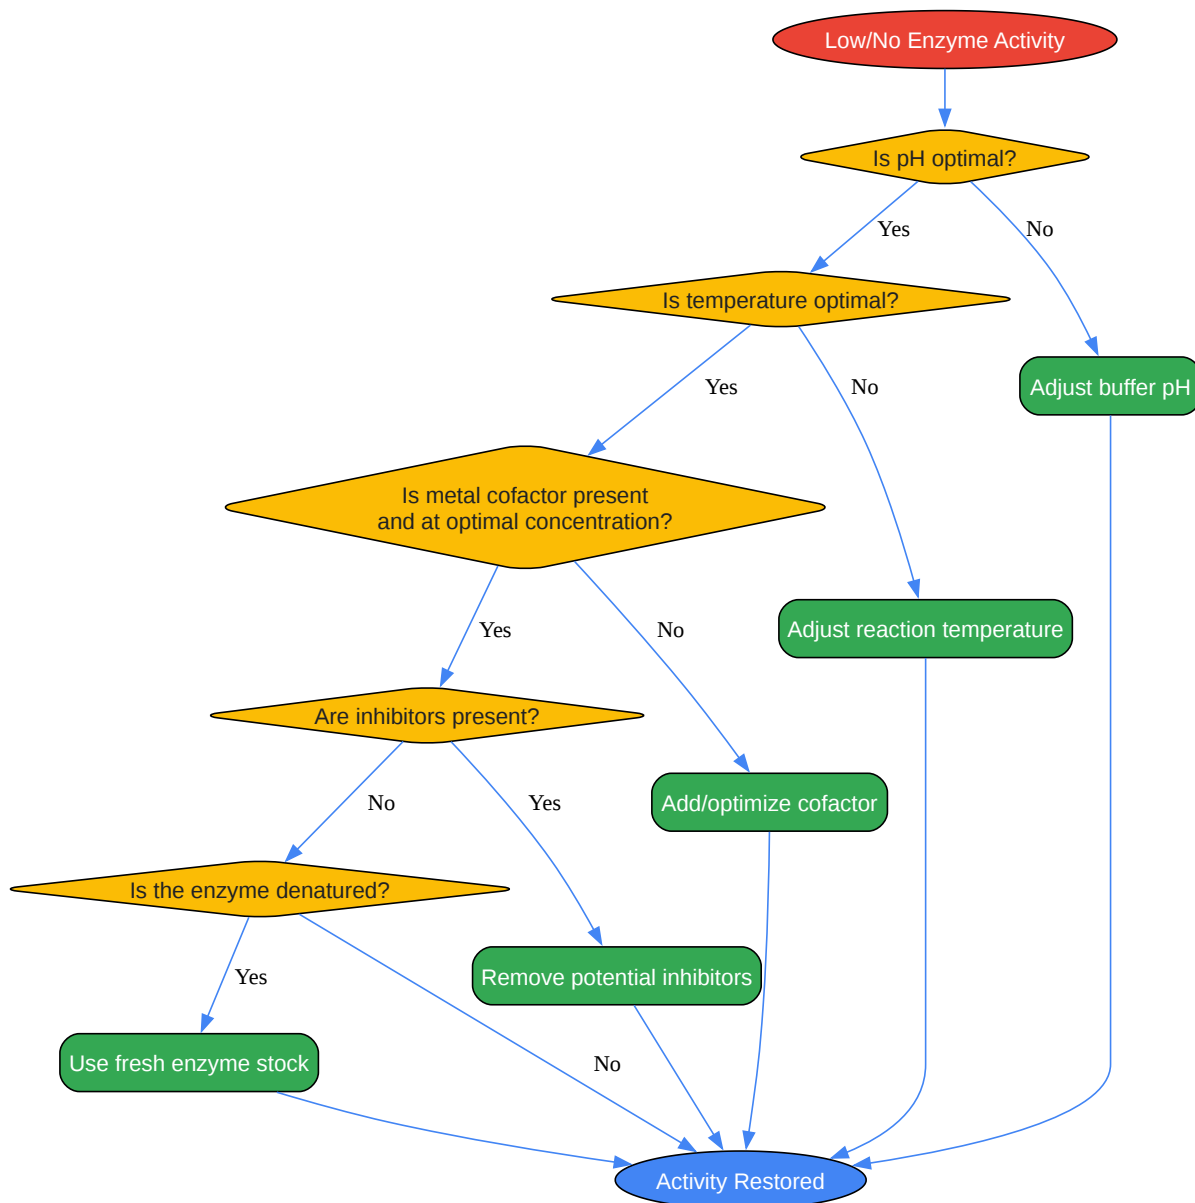 Low/No Enzyme Activity
Is pH optimal?
Yes
No
Is temperature optimal?
Yes
No
Adjust buffer pH
Is metal cofactor present
and at optimal concentration?
Yes
No
Adjust reaction temperature
Are inhibitors present?
No
Yes
Add/optimize cofactor
Is the enzyme denatured?
Yes
Remove potential inhibitors
No
Use fresh enzyme stock
Activity Restored